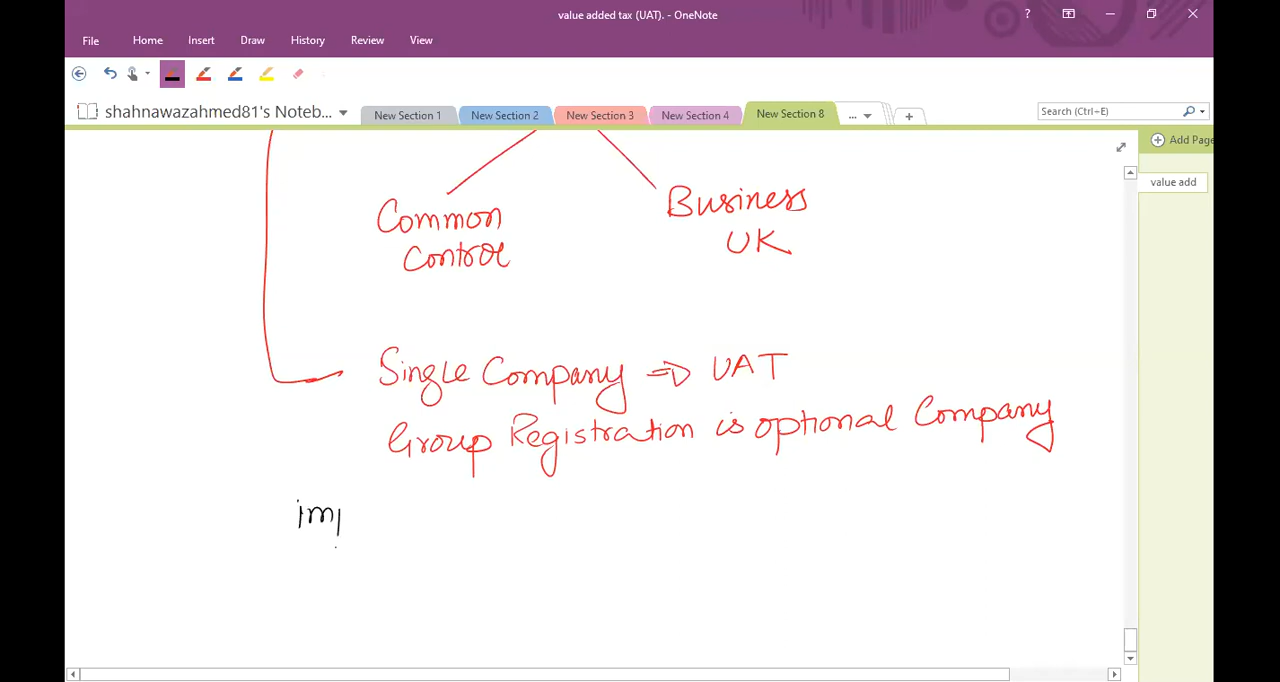 value added tax (UAT). - OneNote
?
File Home Insert Draw History Review View
shahnawazahmed81's Noteb... New Section 1 New Section 2 New Section 3 New Section 4 New Section 8 ... + Search (Ctrl+E)
Add Page
value add
Common
Control
Business
UK
Single Company => VAT
Group Registration is optional Company
imp